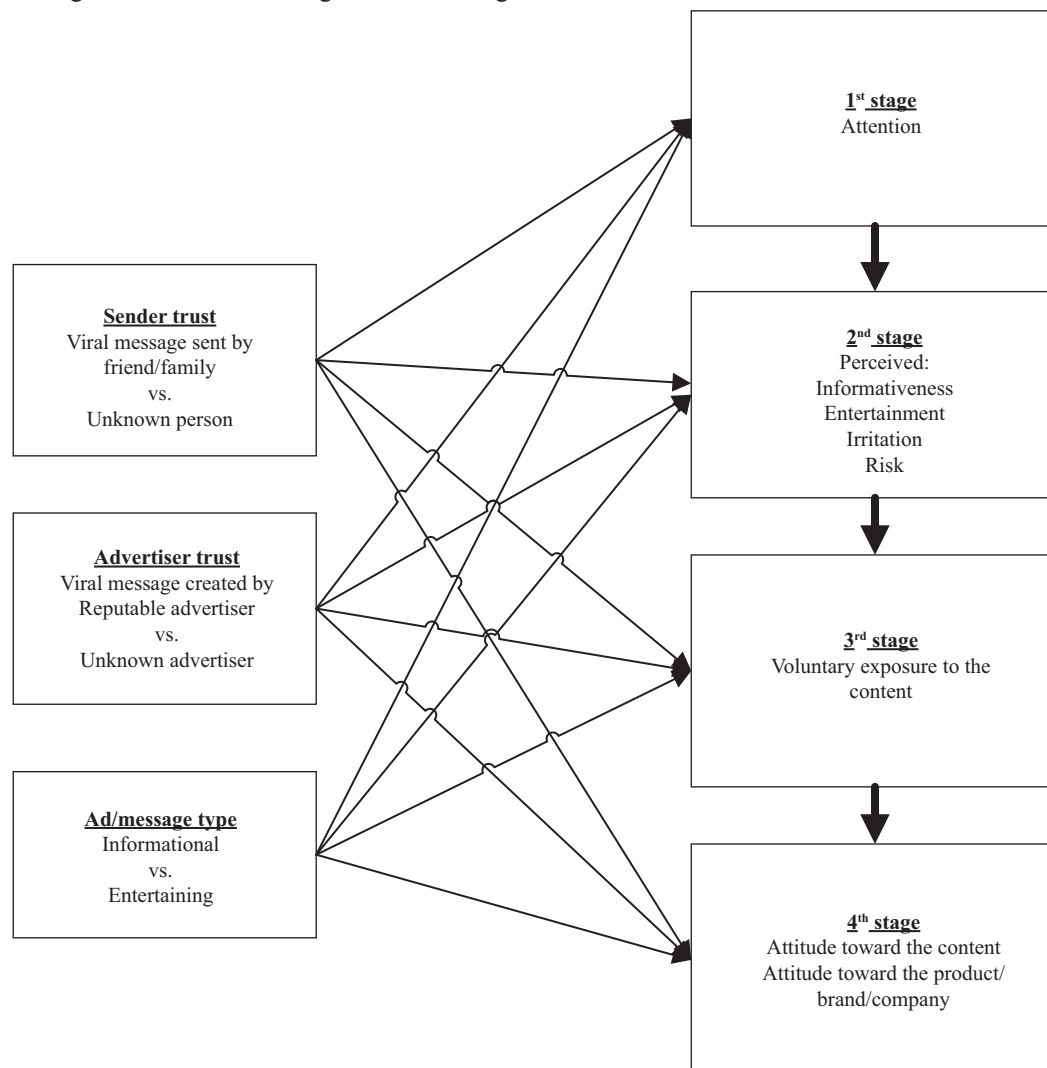 1st stage
Attention
Sender trust
Viral message sent by
friend/family
vs.
Unknown person
2nd stage
Perceived:
Informativeness
Entertainment
Irritation
Risk
Advertiser trust
Viral message created by
Reputable advertiser
vs.
Unknown advertiser
3rd stage
Voluntary exposure to the
content
Ad/message type
Informational
vs.
Entertaining
4th stage
Attitude toward the content
Attitude toward the product/
brand/company